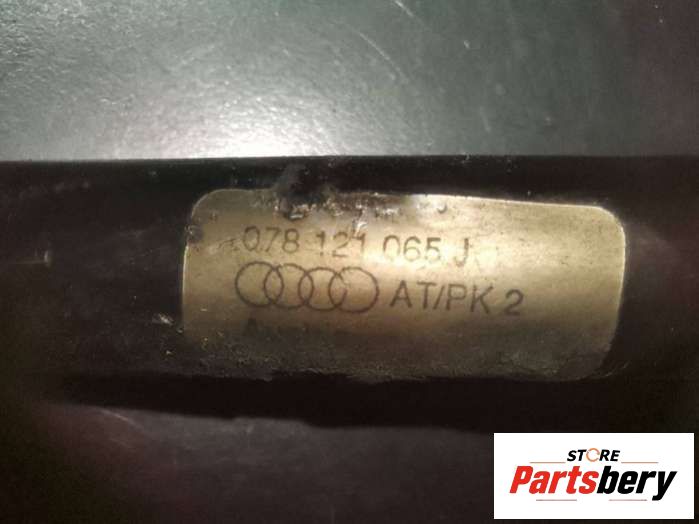 078 121 065 J
AT/PK 2
STORE
Partsbery